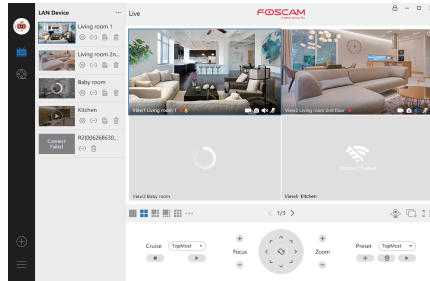 LAN Device
Live
FOSCAM
Living room 1
Living room 2n...
Baby room
Kitchen
Connect
Failed
R2(00626E630...
View1 Living room 1
View2 Living room 2nd floor
View3 Baby room
Connect Failed
View4 Kitchen
1/3
Cruise
TopMost
Focus
Zoom
Preset
TopMost